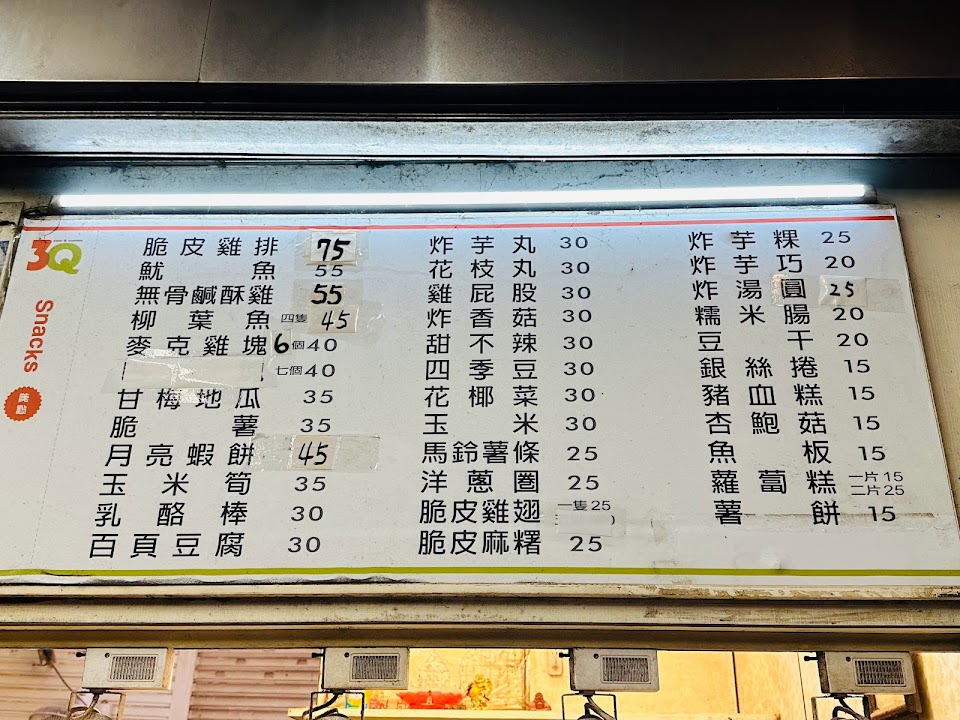 3Q
Snacks
美點
脆皮雞排 75
魷魚 55
無骨鹹酥雞 55
柳葉魚 四隻 45
麥克雞塊 6個 40
七個 40
甘梅地瓜 35
脆薯 35
月亮蝦餅 45
玉米筍 35
乳酪棒 30
百頁豆腐 30
炸芋丸 30
花枝丸 30
雞屁股 30
炸香菇 30
甜不辣 30
四季豆 30
花椰菜 30
玉米 30
馬鈴薯條 25
洋蔥圈 25
脆皮雞翅 一隻 25
脆皮麻糬 25
炸芋粿 25
炸芋巧 20
炸湯圓 25
糯米腸 20
豆干 20
銀絲捲 15
豬血糕 15
杏鮑菇 15
魚板 15
蘿蔔糕 一片 15
二片 25
薯餅 15